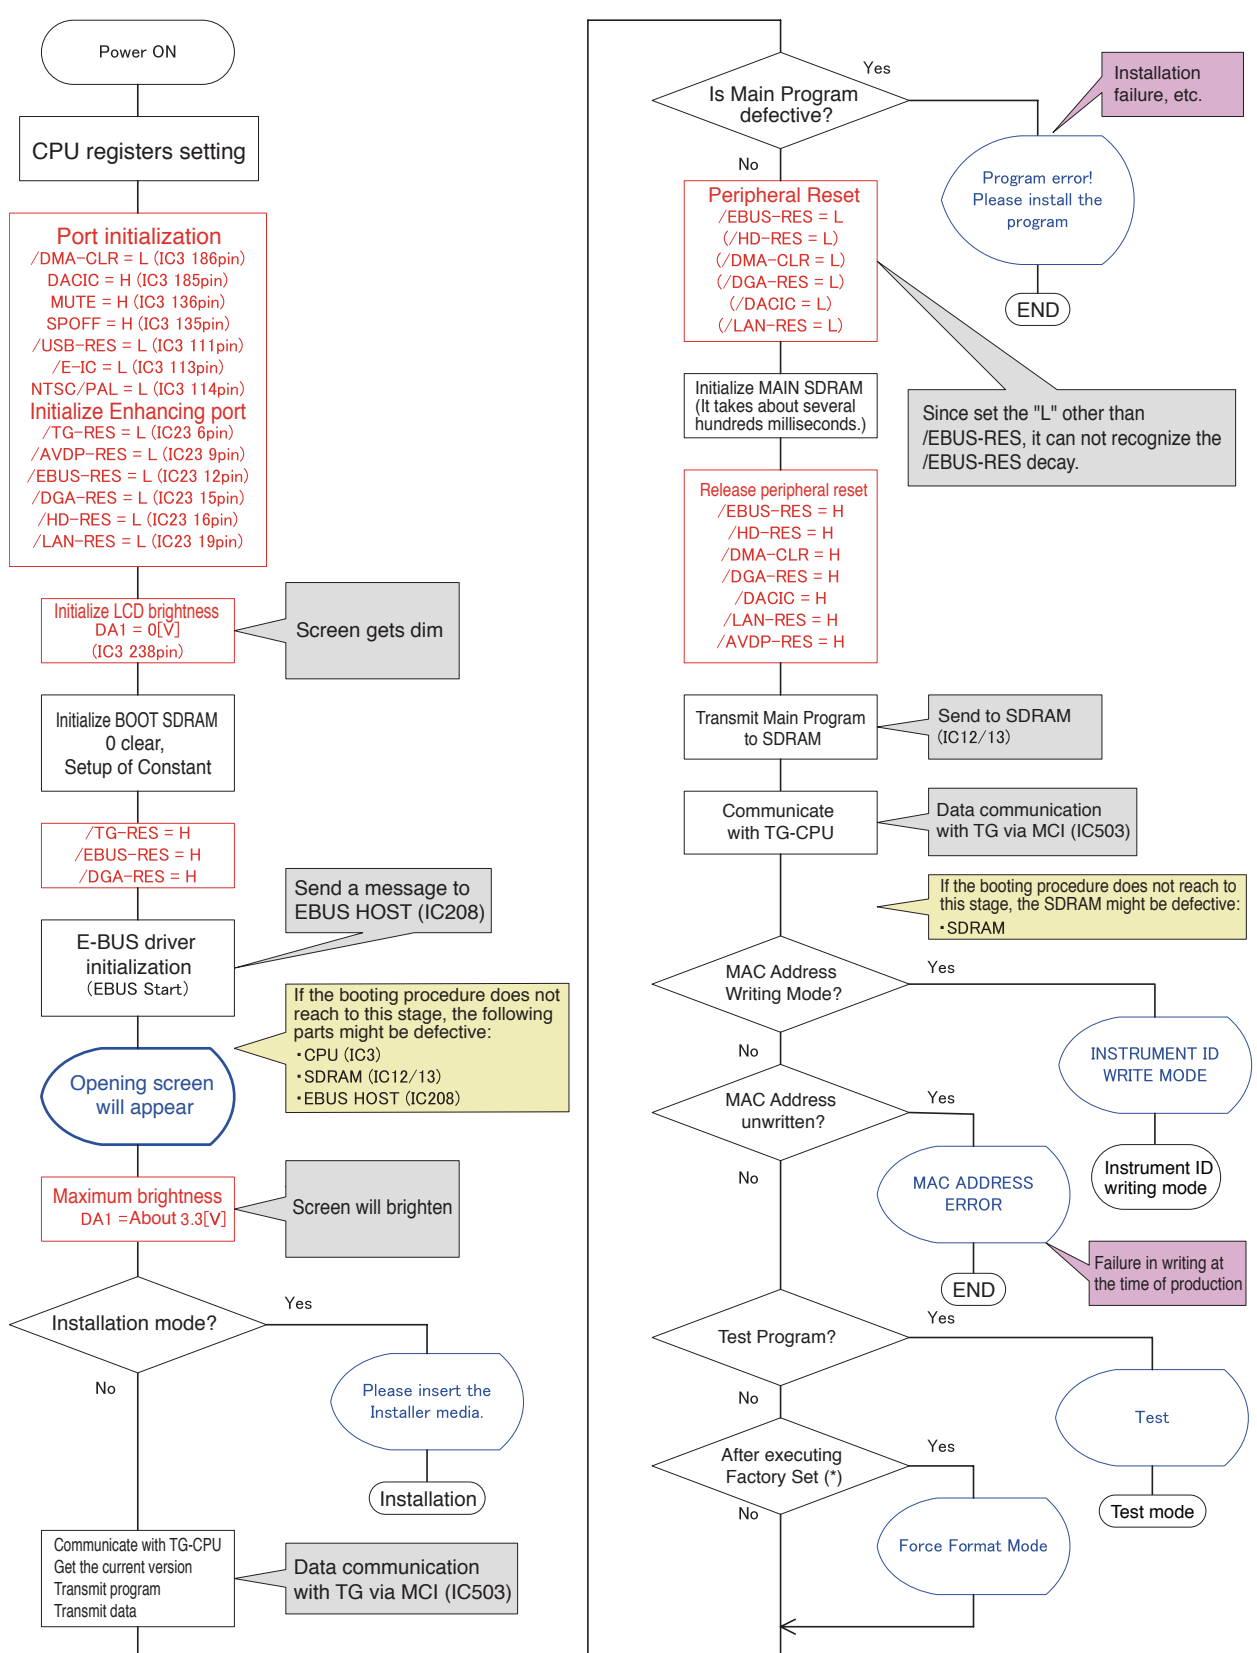 Power ON
CPU registers setting
Port initialization
/DMA-CLR = L (IC3 186pin)
DACIC = H (IC3 185pin)
MUTE = H (IC3 136pin)
SPOFF = H (IC3 135pin)
/USB-RES = L (IC3 111pin)
/E-IC = L (IC3 113pin)
NTSC/PAL = L (IC3 114pin)
Initialize Enhancing port
/TG-RES = L (IC23 6pin)
/AVDP-RES = L (IC23 9pin)
/EBUS-RES = L (IC23 12pin)
/DGA-RES = L (IC23 15pin)
/HD-RES = L (IC23 16pin)
/LAN-RES = L (IC23 19pin)
Initialize LCD brightness
DA1 = 0[V]
(IC3 238pin)
Screen gets dim
Initialize BOOT SDRAM
0 clear,
Setup of Constant
/TG-RES = H
/EBUS-RES = H
/DGA-RES = H
Send a message to
EBUS HOST (IC208)
E-BUS driver
initialization
(EBUS Start)
If the booting procedure does not
reach to this stage, the following
parts might be defective:
・CPU (IC3)
・SDRAM (IC12/13)
・EBUS HOST (IC208)
Opening screen
will appear
Maximum brightness
DA1 =About 3.3[V]
Screen will brighten
Installation mode?
Yes
No
Please insert the
Installer media.
Installation
Communicate with TG-CPU
Get the current version
Transmit program
Transmit data
Data communication
with TG via MCI (IC503)
Is Main Program
defective?
Yes
No
Installation
failure, etc.
Program error!
Please install the
program
END
Peripheral Reset
/EBUS-RES = L
(/HD-RES = L)
(/DMA-CLR = L)
(/DGA-RES = L)
(/DACIC = L)
(/LAN-RES = L)
Since set the "L" other than
/EBUS-RES, it can not recognize the
/EBUS-RES decay.
Initialize MAIN SDRAM
(It takes about several
hundreds milliseconds.)
Release peripheral reset
/EBUS-RES = H
/HD-RES = H
/DMA-CLR = H
/DGA-RES = H
/DACIC = H
/LAN-RES = H
/AVDP-RES = H
Transmit Main Program
to SDRAM
Send to SDRAM
(IC12/13)
Communicate
with TG-CPU
Data communication
with TG via MCI (IC503)
If the booting procedure does not reach to
this stage, the SDRAM might be defective:
・SDRAM
MAC Address
Writing Mode?
Yes
No
INSTRUMENT ID
WRITE MODE
Instrument ID
writing mode
MAC Address
unwritten?
Yes
No
MAC ADDRESS
ERROR
END
Failure in writing at
the time of production
Test Program?
Yes
No
Test
Test mode
After executing
Factory Set (*)
Yes
No
Force Format Mode